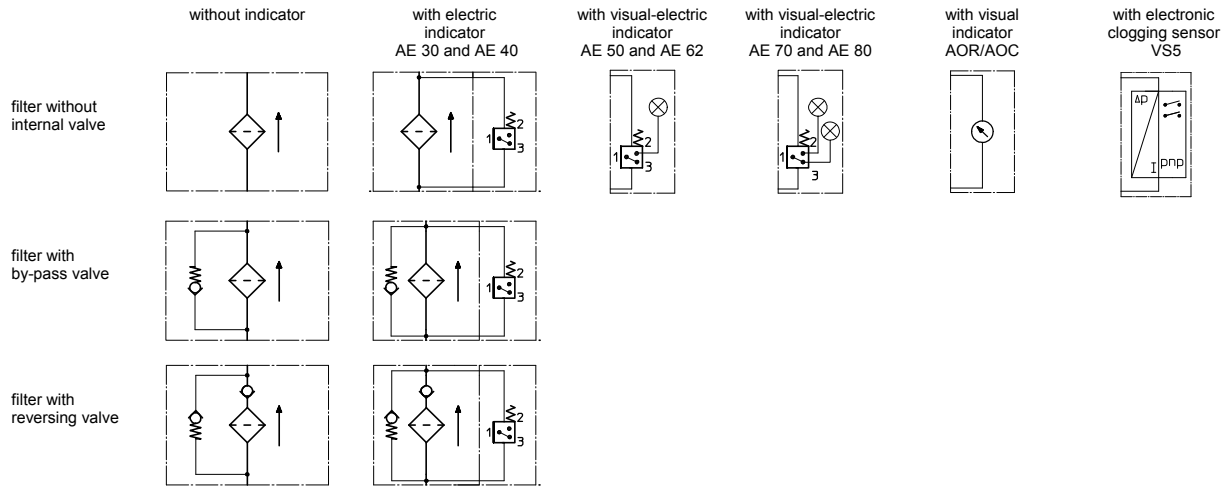 without indicator
with electric
indicator
AE 30 and AE 40
with visual-electric
indicator
AE 50 and AE 62
with visual-electric
indicator
AE 70 and AE 80
with visual
indicator
AOR/AOC
with electronic
clogging sensor
VS5
filter without
internal valve
1
2
3
1
2
3
1
2
3
Δp
I
pnp
filter with
by-pass valve
1
2
3
filter with
reversing valve
1
2
3